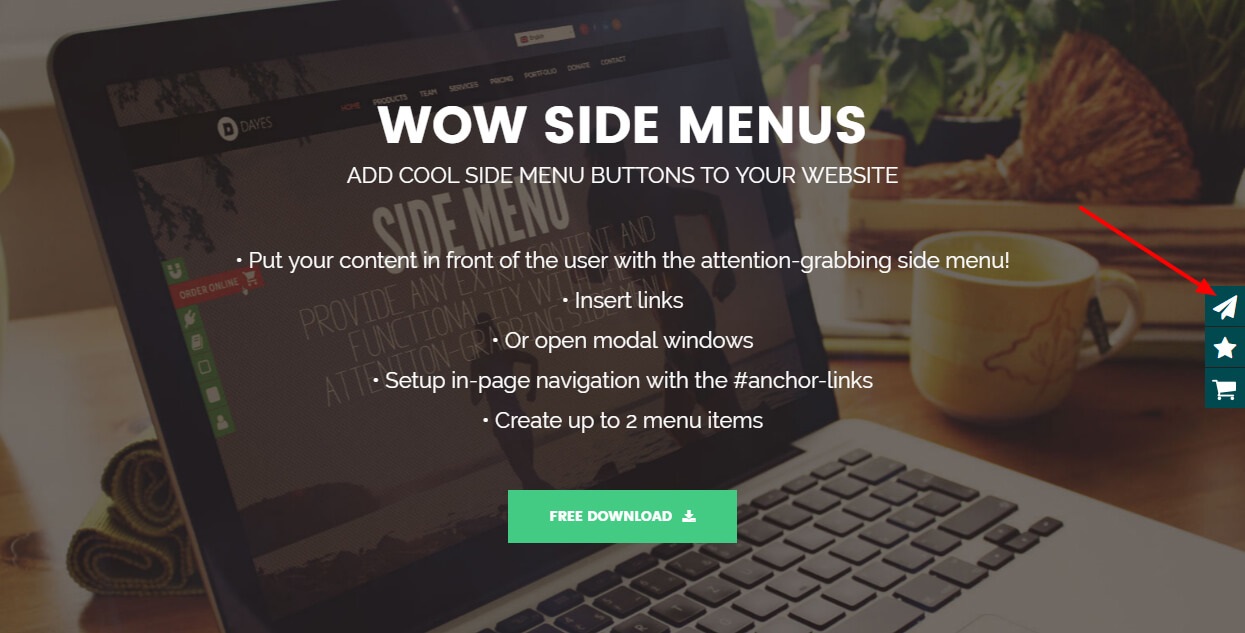 English
HOME PRODUCTS TEAM SERVICES PRICING PORTFOLIO DONATE CONTACT
D DAYES
WOW SIDE MENUS
ADD COOL SIDE MENU BUTTONS TO YOUR WEBSITE
SIDE MENU
• Put your content in front of the user with the attention-grabbing side menu!
ORDER ONLINE
PROVIDE ANY EXTRA CONTENT AND
• Insert links
FUNCTIONALITY WITH THE
• Or open modal windows
ATTENTION-GRABBING SIDE MENU
• Setup in-page navigation with the #anchor-links
• Create up to 2 menu items
FREE DOWNLOAD